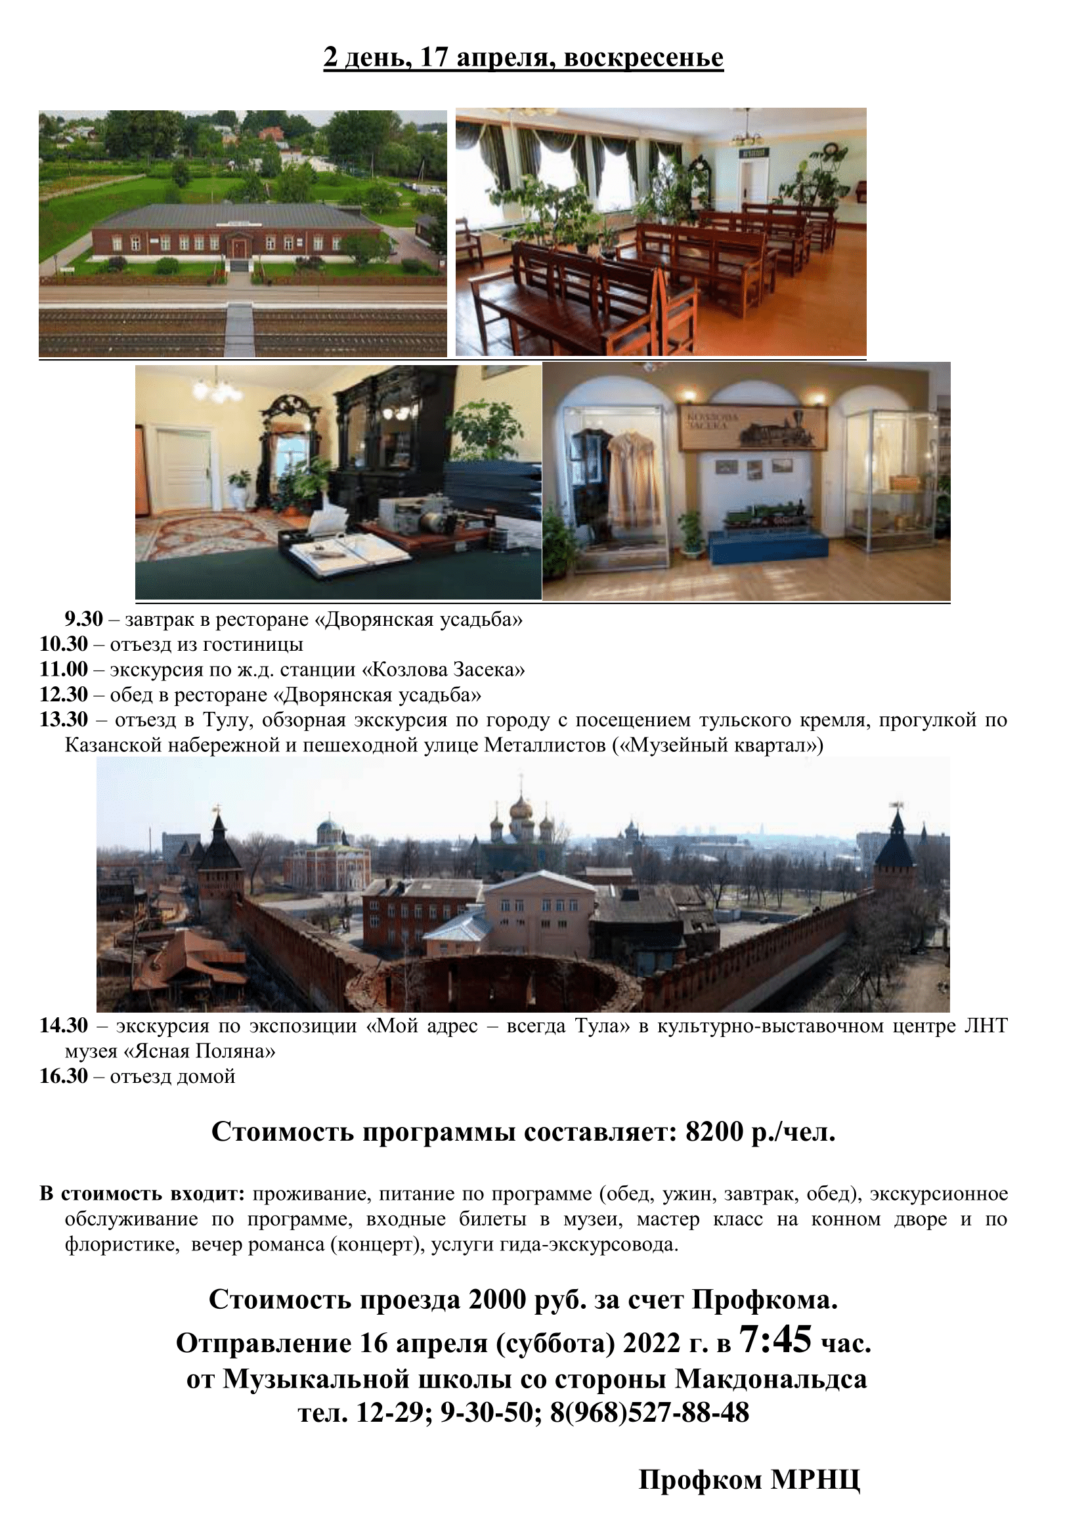 2 день, 17 апреля, воскресенье
КОЗЛОВА
ЗАСЕКА
9.30 – завтрак в ресторане «Дворянская усадьба»
10.30 – отъезд из гостиницы
11.00 – экскурсия по ж.д. станции «Козлова Засека»
12.30 – обед в ресторане «Дворянская усадьба»
13.30 – отъезд в Тулу, обзорная экскурсия по городу с посещением тульского кремля, прогулкой по
Казанской набережной и пешеходной улице Металлистов («Музейный квартал»)
14.30 – экскурсия по экспозиции «Мой адрес – всегда Тула» в культурно-выставочном центре ЛНТ
музея «Ясная Поляна»
16.30 – отъезд домой
Стоимость программы составляет: 8200 р./чел.
В стоимость входит: проживание, питание по программе (обед, ужин, завтрак, обед), экскурсионное
обслуживание по программе, входные билеты в музеи, мастер класс на конном дворе и по
флористике, вечер романса (концерт), услуги гида-экскурсовода.
Стоимость проезда 2000 руб. за счет Профкома.
Отправление 16 апреля (суббота) 2022 г. в 7:45 час.
от Музыкальной школы со стороны Макдональдса
тел. 12-29; 9-30-50; 8(968)527-88-48
Профком МРНЦ